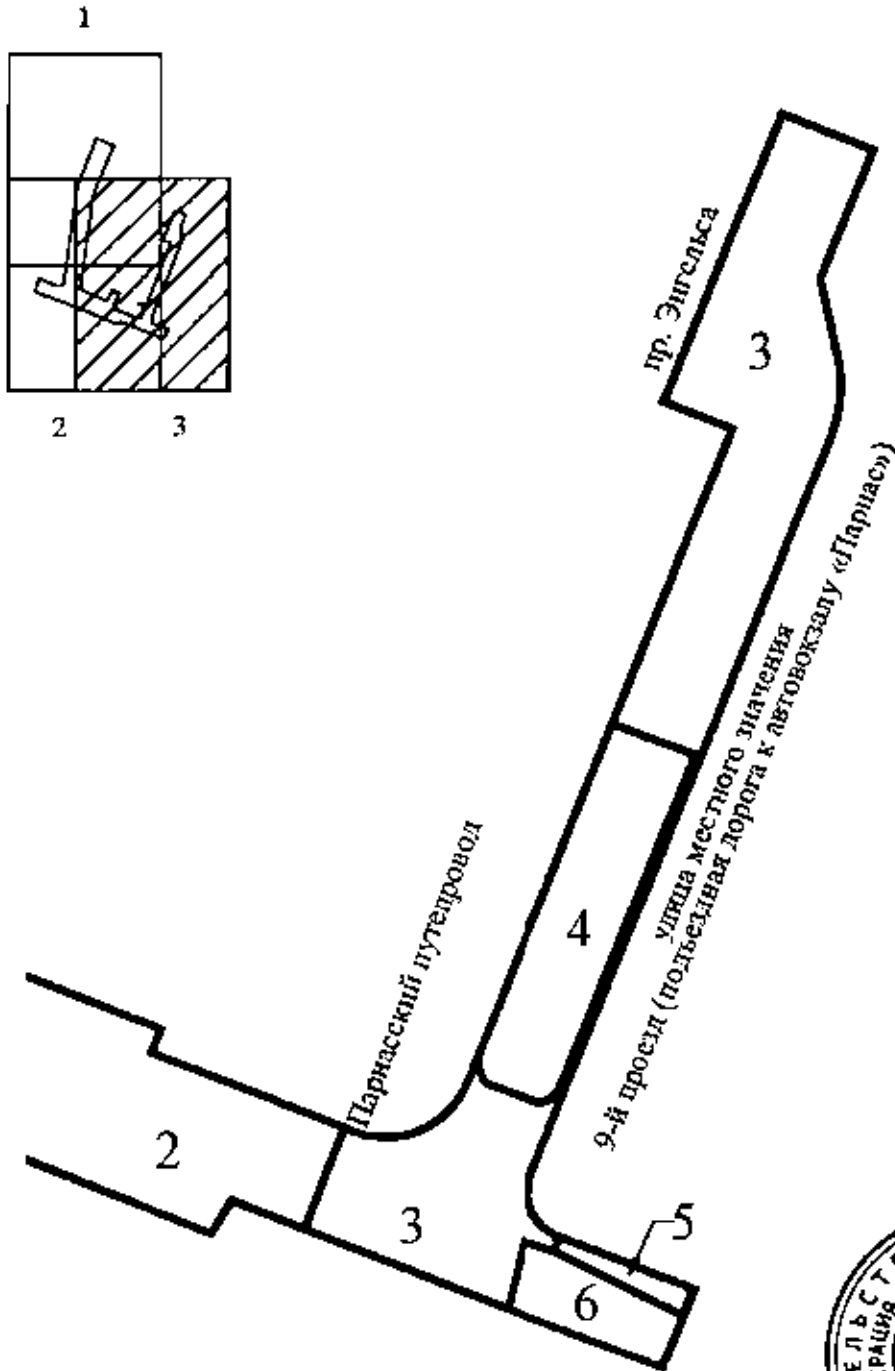 1
2
3
пр. Энгельса
3
улица местного значения
9-й проезд (подъездная дорога к автовокзалу «Парнас»)
4
Парнасский путепровод
2
3
5
6